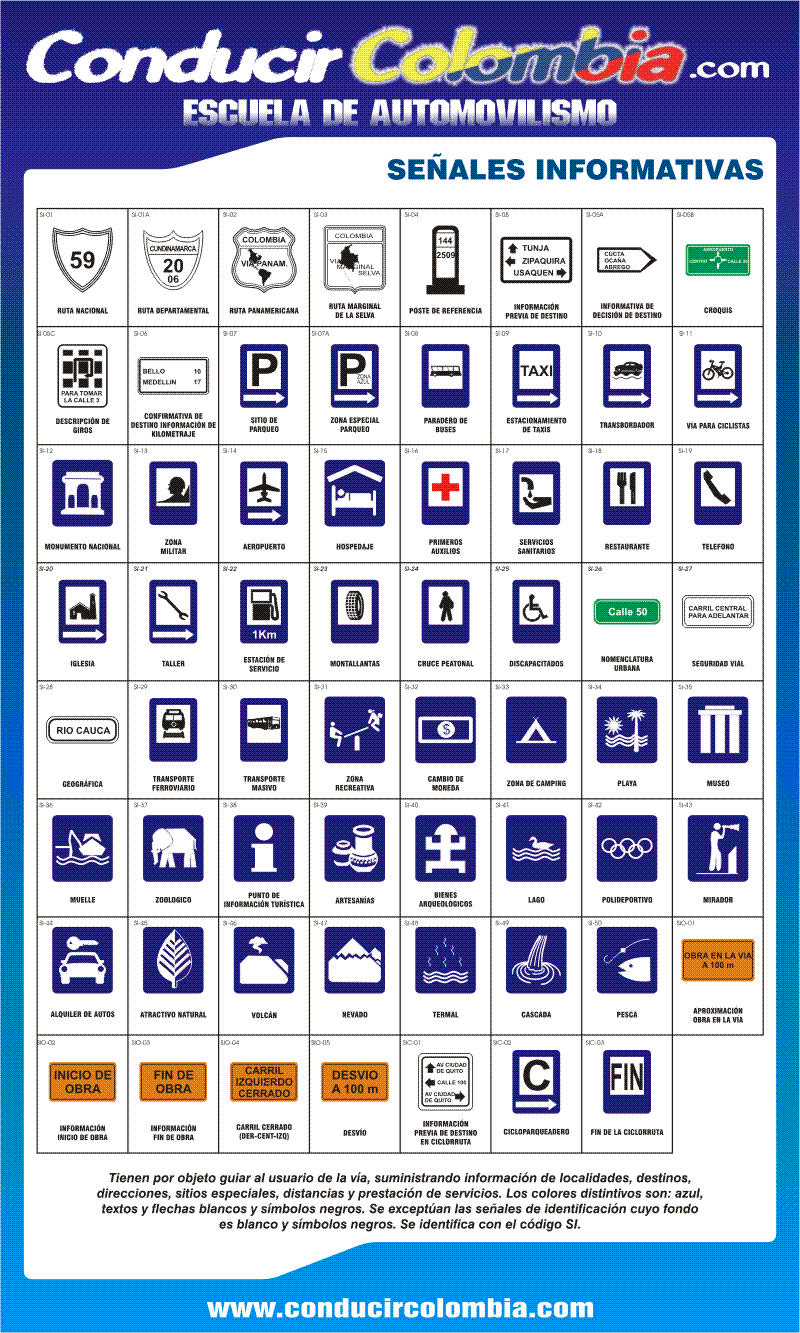 Conducir Colombia .com
ESCUELA DE AUTOMOVILISMO
SEÑALES INFORMATIVAS
SI-01
59
RUTA NACIONAL
SI-01A
CUNDINAMARCA
20
06
RUTA DEPARTAMENTAL
SI-02
COLOMBIA
VIA PANAM.
RUTA PANAMERICANA
SI-03
COLOMBIA
VIA
MARGINAL
SELVA
RUTA MARGINAL
DE LA SELVA
SI-04
144
2509
POSTE DE REFERENCIA
SI-05
TUNJA
ZIPAQUIRA
USAQUEN
INFORMACIÓN
PREVIA DE DESTINO
SI-05A
CÚCTA
OCAÑA
ABREGO
INFORMATIVA DE
DECISIÓN DE DESTINO
SI-05B
AEROPUERTO
CENTRO
CALLE 26
CROQUIS
SI-05C
PARA TOMAR
LA CALLE 3
DESCRIPCIÓN DE
GIROS
SI-06
BELLO 10
MEDELLIN 17
CONFIRMATIVA DE
DESTINO INFORMACIÓN DE
KILOMETRAJE
SI-07
P
SITIO DE
PARQUEO
SI-07A
P
ZONA
AZUL
ZONA ESPECIAL
PARQUEO
SI-08
PARADERO DE
BUSES
SI-09
TAXI
ESTACIONAMIENTO
DE TAXIS
SI-10
TRANSBORDADOR
SI-11
VÍA PARA CICLISTAS
SI-12
MONUMENTO NACIONAL
SI-13
ZONA
MILITAR
SI-14
AEROPUERTO
SI-15
HOSPEDAJE
SI-16
PRIMEROS
AUXILIOS
SI-17
SERVICIOS
SANITARIOS
SI-18
RESTAURANTE
SI-19
TELEFONO
SI-20
IGLESIA
SI-21
TALLER
SI-22
1Km
ESTACIÓN DE
SERVICIO
SI-23
MONTALLANTAS
SI-24
CRUCE PEATONAL
SI-25
DISCAPACITADOS
SI-26
Calle 50
NOMENCLATURA
URBANA
SI-27
CARRIL CENTRAL
PARA ADELANTAR
SEGURIDAD VIAL
SI-28
RIO CAUCA
GEOGRÁFICA
SI-29
TRANSPORTE
FERROVIARIO
SI-30
TRANSPORTE
MASIVO
SI-31
ZONA
RECREATIVA
SI-32
$
CAMBIO DE
MONEDA
SI-33
ZONA DE CAMPING
SI-34
PLAYA
SI-35
MUSEO
SI-36
MUELLE
SI-37
ZOOLOGICO
SI-38
PUNTO DE
INFORMACIÓN TURÍSTICA
SI-39
ARTESANÍAS
SI-40
BIENES
ARQUEOLOGICOS
SI-41
LAGO
SI-42
POLIDEPORTIVO
SI-43
MIRADOR
SI-44
ALQUILER DE AUTOS
SI-45
ATRACTIVO NATURAL
SI-46
VOLCÁN
SI-47
NEVADO
SI-48
TERMAL
SI-49
CASCADA
SI-50
PESCA
SIO-01
OBRA EN LA VIA
A 100 m
APROXIMACIÓN
OBRA EN LA VÍA
SIO-02
INICIO DE
OBRA
INFORMACIÓN
INICIO DE OBRA
SIO-03
FIN DE
OBRA
INFORMACIÓN
FIN DE OBRA
SIO-04
CARRIL
IZQUIERDO
CERRADO
CARRIL CERRADO
(DER-CENT-IZQ)
SIO-05
DESVIO
A 100 m
DESVÍO
SIC-01
AV CIUDAD
DE QUITO
CALLE 100
AV CIUDAD
DE QUITO
INFORMACIÓN
PREVIA DE DESTINO
EN CICLORRUTA
SIC-02
C
CICLOPARQUEADERO
SIC-03
FIN
FIN DE LA CICLORRUTA
Tienen por objeto guiar al usuario de la vía, suministrando información de localidades, destinos,
direcciones, sitios especiales, distancias y prestación de servicios. Los colores distintivos son: azul,
textos y flechas blancos y símbolos negros. Se exceptúan las señales de identificación cuyo fondo
es blanco y símbolos negros. Se identifica con el código SI.
www.conducircolombia.com